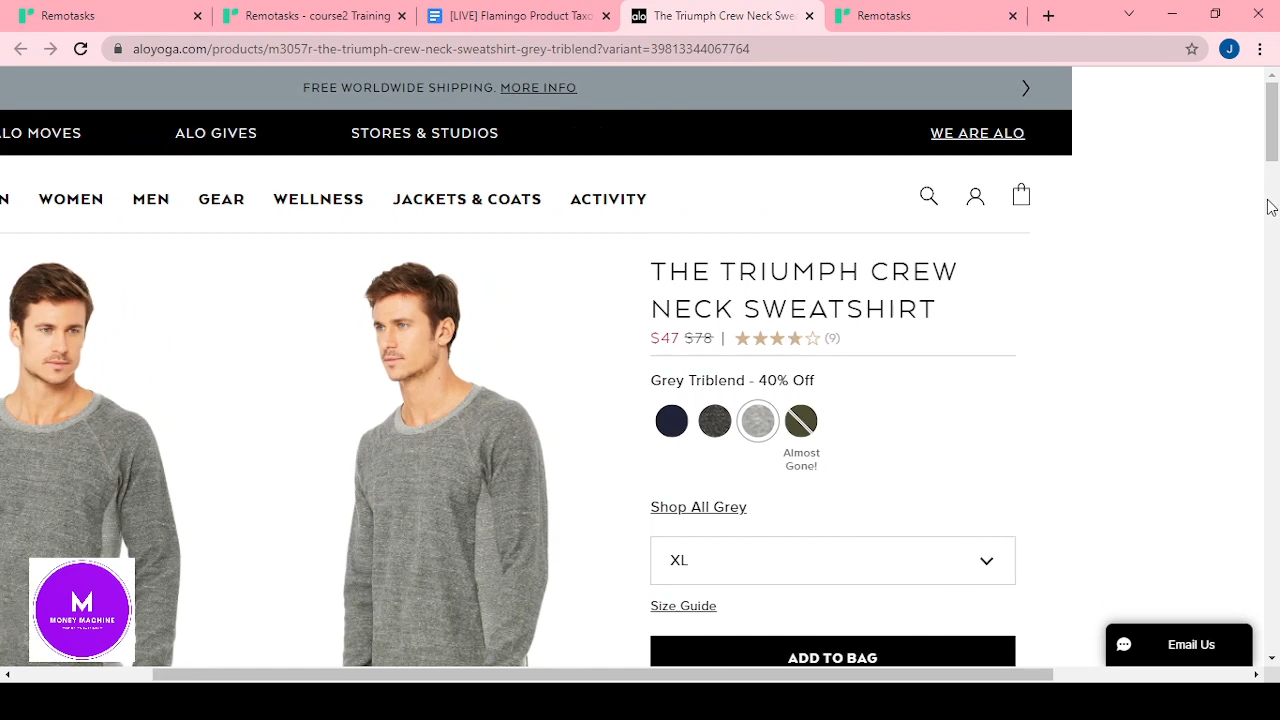 Remotasks
Remotasks - course2 Training
[LIVE] Flamingo Product Taxo
alo
The Triumph Crew Neck Swe
Remotasks
aloyoga.com/products/m3057r-the-triumph-crew-neck-sweatshirt-grey-triblend?variant=39813344067764
J
FREE WORLDWIDE SHIPPING. MORE INFO
LO MOVES
ALO GIVES
STORES & STUDIOS
WE ARE ALO
N
WOMEN
MEN
GEAR
WELLNESS
JACKETS & COATS
ACTIVITY
THE TRIUMPH CREW
NECK SWEATSHIRT
$47 $78 | (9)
Grey Triblend - 40% Off
Almost
Gone!
Shop All Grey
XL
Size Guide
ADD TO BAG
M
MONEY MACHINE
Email Us